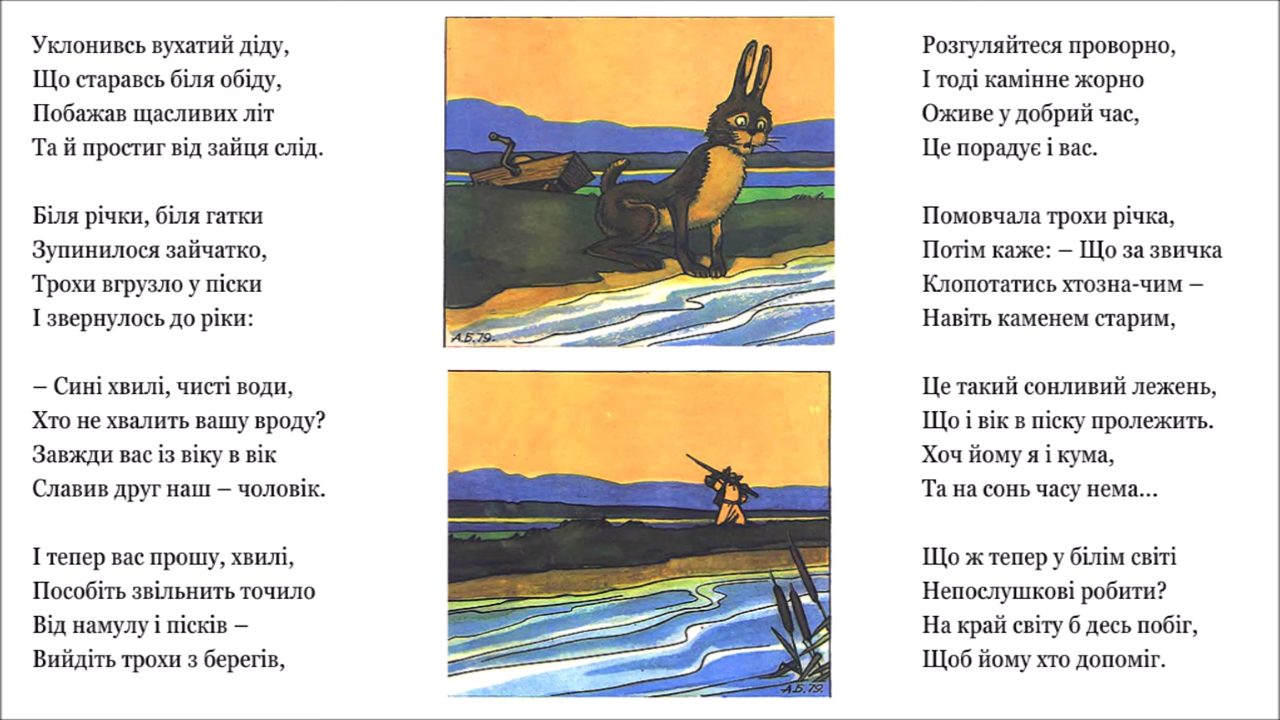 Уклонивсь вухатий діду,
Що старавсь біля обіду,
Побажав щасливих літ
Та й простиг від зайця слід.
Біля річки, біля гатки
Зупинилося зайчатко,
Трохи вгрузло у піски
І звернулось до ріки:
– Сині хвилі, чисті води,
Хто не хвалить вашу вроду?
Завжди вас із віку в вік
Славив друг наш – чоловік.
І тепер вас прошу, хвилі,
Пособіть звільнить точило
Від намулу і пісків –
Вийдіть трохи з берегів,
А.Б.79.
А.Б.79.
Розгуляйтеся проворно,
І тоді камінне жорно
Оживе у добрий час,
Це порадує і вас.
Помовчала трохи річка,
Потім каже: – Що за звичка
Клопотатись хтозна-чим –
Навіть каменем старим,
Це такий сонливий лежень,
Що і вік в піску пролежить.
Хоч йому я і кума,
Та на сонь часу нема...
Що ж тепер у білім світі
Непослушкові робити?
На край світу б десь побіг,
Щоб йому хто допоміг.